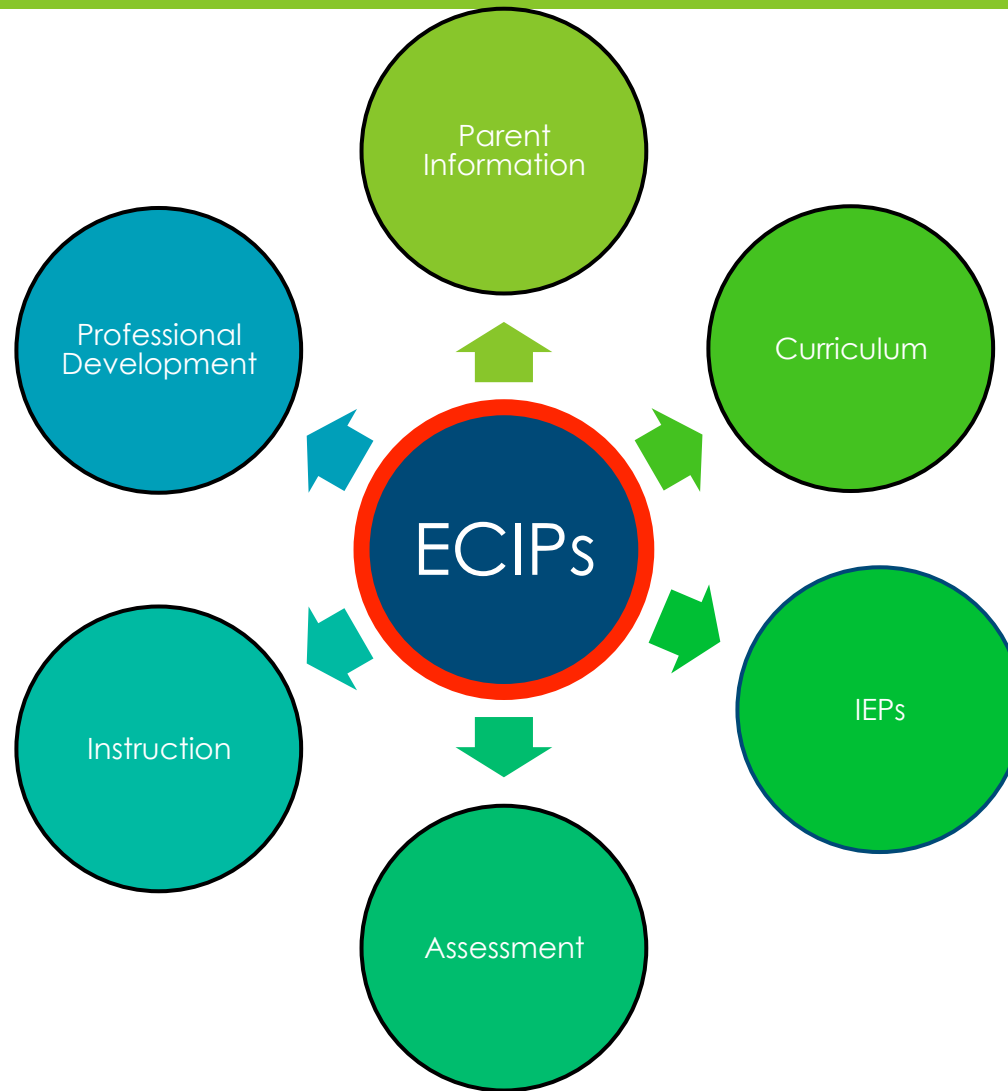 Parent
Information
Professional
Development
Curriculum
ECIPs
IEPs
Instruction
Assessment